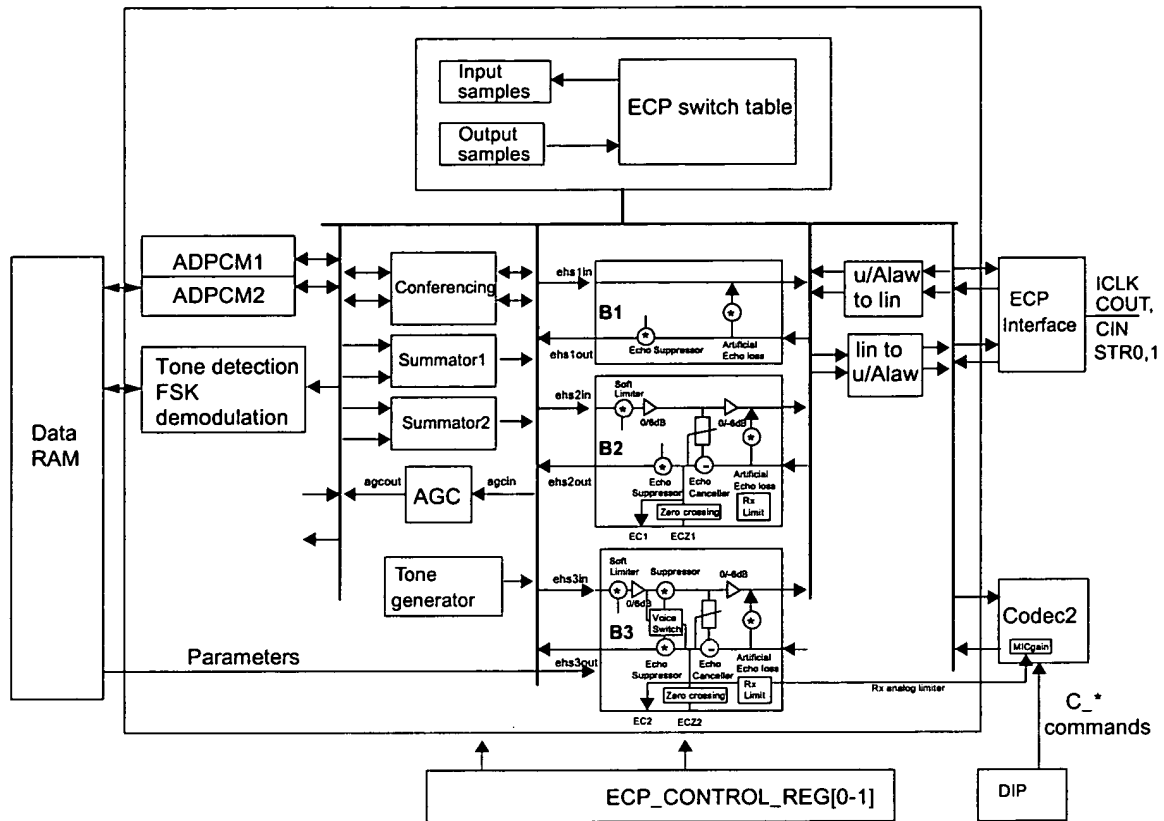 Input
samples
Output
samples
ECP switch table
Data
RAM
ADPCM1
ADPCM2
Tone detection
FSK
demodulation
Conferencing
Summator1
Summator2
agcout
AGC
agcin
Tone
generator
Parameters
ehs1in
B1
Echo Suppressor
Artificial
Echo loss
ehs1out
ehs2in
Soft
Limiter
0/6dB
0/-6dB
B2
ehs2out
Echo
Suppressor
Echo
Canceller
Artificial
Echo loss
Zero crossing
Rx
Limit
EC1
ECZ1
ehs3in
Soft
Limiter
Suppressor
0/6dB
0/-6dB
Voice
Switch
B3
ehs3out
Echo
Suppressor
Echo
Canceller
Artificial
Echo loss
Zero crossing
Rx
Limit
EC2
ECZ2
u/Alaw
to lin
lin to
u/Alaw
ECP
Interface
ICLK
COUT,
CIN
STR0,1
Codec2
MICgain
Rx analog limiter
C_*
commands
DIP
ECP_CONTROL_REG[0-1]